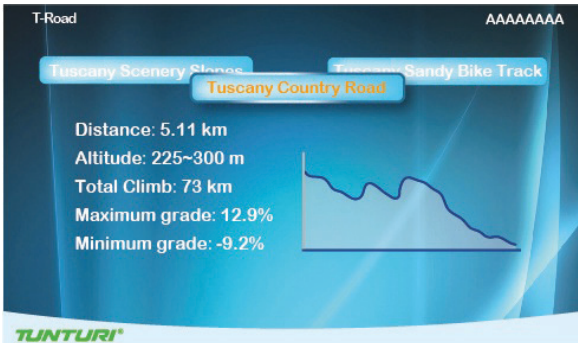 T-Road
AAAAAAAA
Tuscany Scenery Slopes
Tuscany Sandy Bike Track
Tuscany Country Road
Distance: 5.11 km
Altitude: 225~300 m
Total Climb: 73 km
Maximum grade: 12.9%
Minimum grade: -9.2%
TUNTURI®